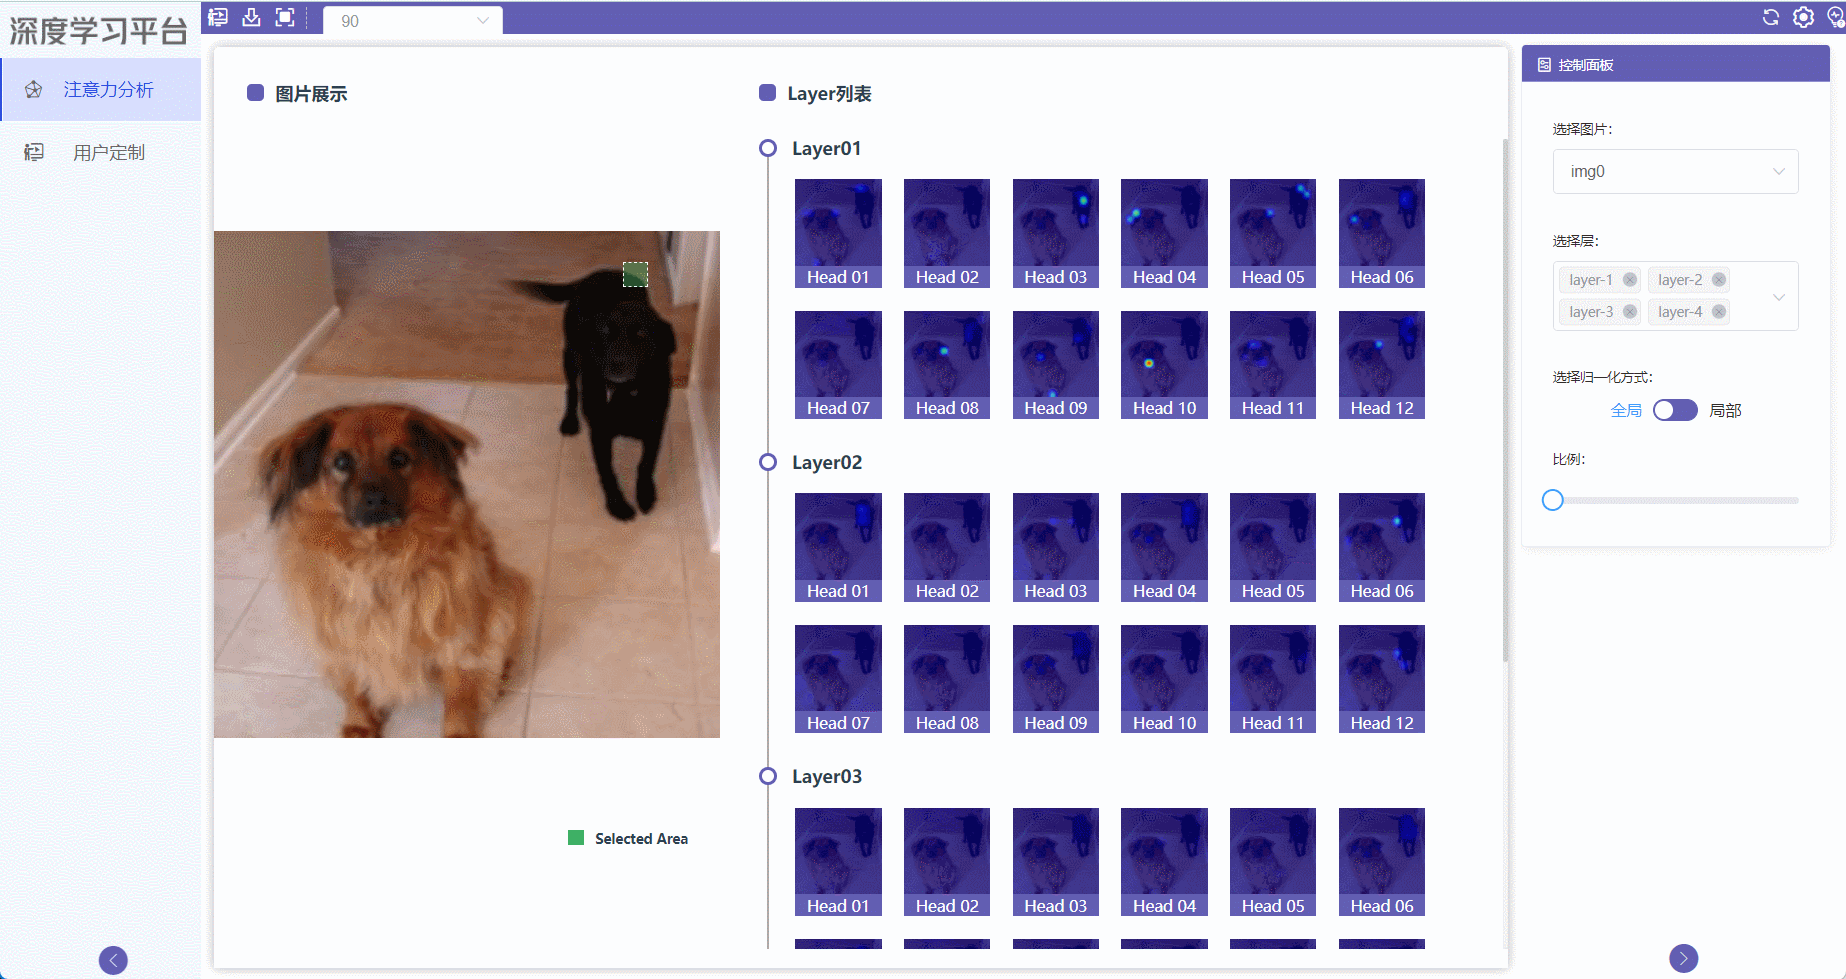 深度学习平台
注意力分析
用户定制
90
图片展示
Selected Area
Layer列表
Layer01
Head 01 Head 02 Head 03 Head 04 Head 05 Head 06
Head 07 Head 08 Head 09 Head 10 Head 11 Head 12
Layer02
Head 01 Head 02 Head 03 Head 04 Head 05 Head 06
Head 07 Head 08 Head 09 Head 10 Head 11 Head 12
Layer03
Head 01 Head 02 Head 03 Head 04 Head 05 Head 06
控制面板
选择图片:
img0
选择层:
layer-1 layer-2
layer-3 layer-4
选择归一化方式:
全局 局部
比例: